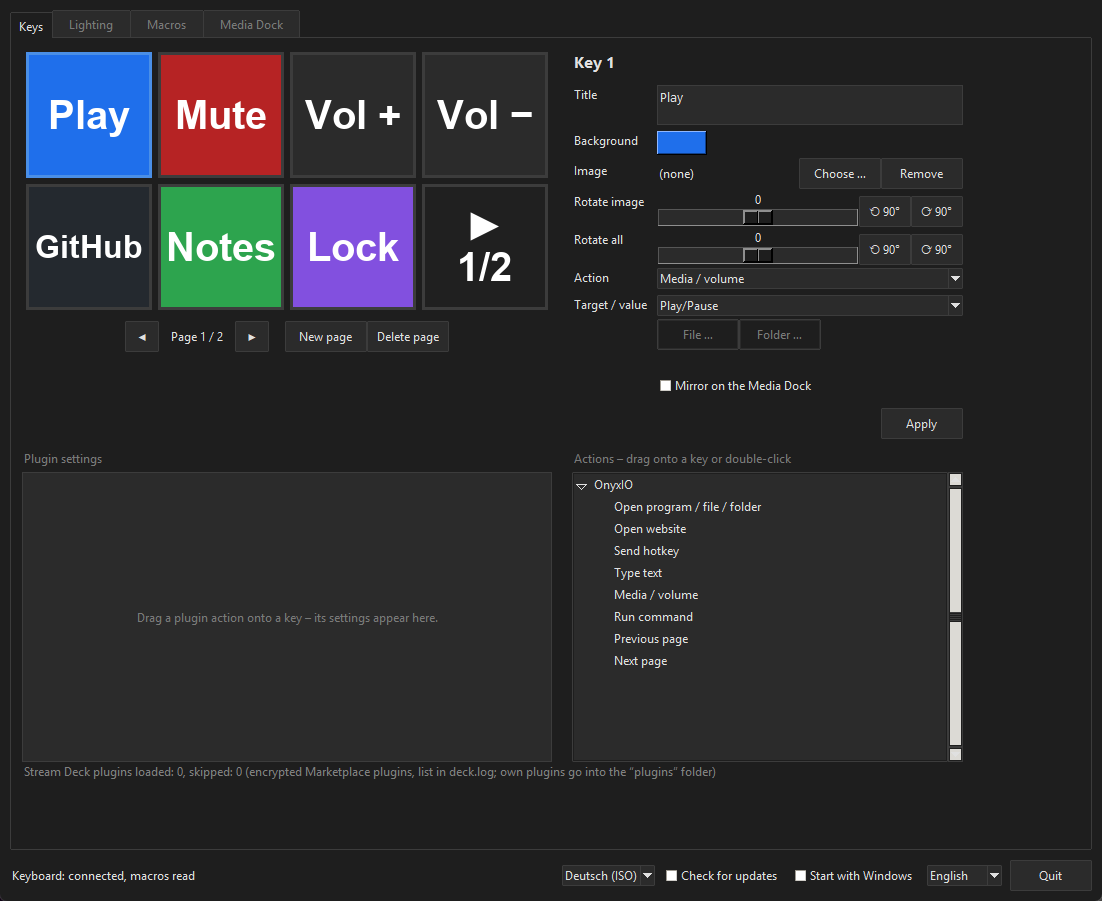 Keys
Lighting
Macros
Media Dock
Play
Mute
Vol +
Vol −
GitHub
Notes
Lock
▶
1/2
◄
Page 1 / 2
►
New page
Delete page
Key 1
Title
Play
Background
Image
(none)
Choose ...
Remove
Rotate image
0
⟲ 90°
⟳ 90°
Rotate all
0
⟲ 90°
⟳ 90°
Action
Media / volume
Target / value
Play/Pause
File ...
Folder ...
Mirror on the Media Dock
Apply
Plugin settings
Drag a plugin action onto a key – its settings appear here.
Actions – drag onto a key or double-click
OnyxIO
Open program / file / folder
Open website
Send hotkey
Type text
Media / volume
Run command
Previous page
Next page
Stream Deck plugins loaded: 0, skipped: 0 (encrypted Marketplace plugins, list in deck.log; own plugins go into the “plugins” folder)
Keyboard: connected, macros read
Deutsch (ISO)
Check for updates
Start with Windows
English
Quit